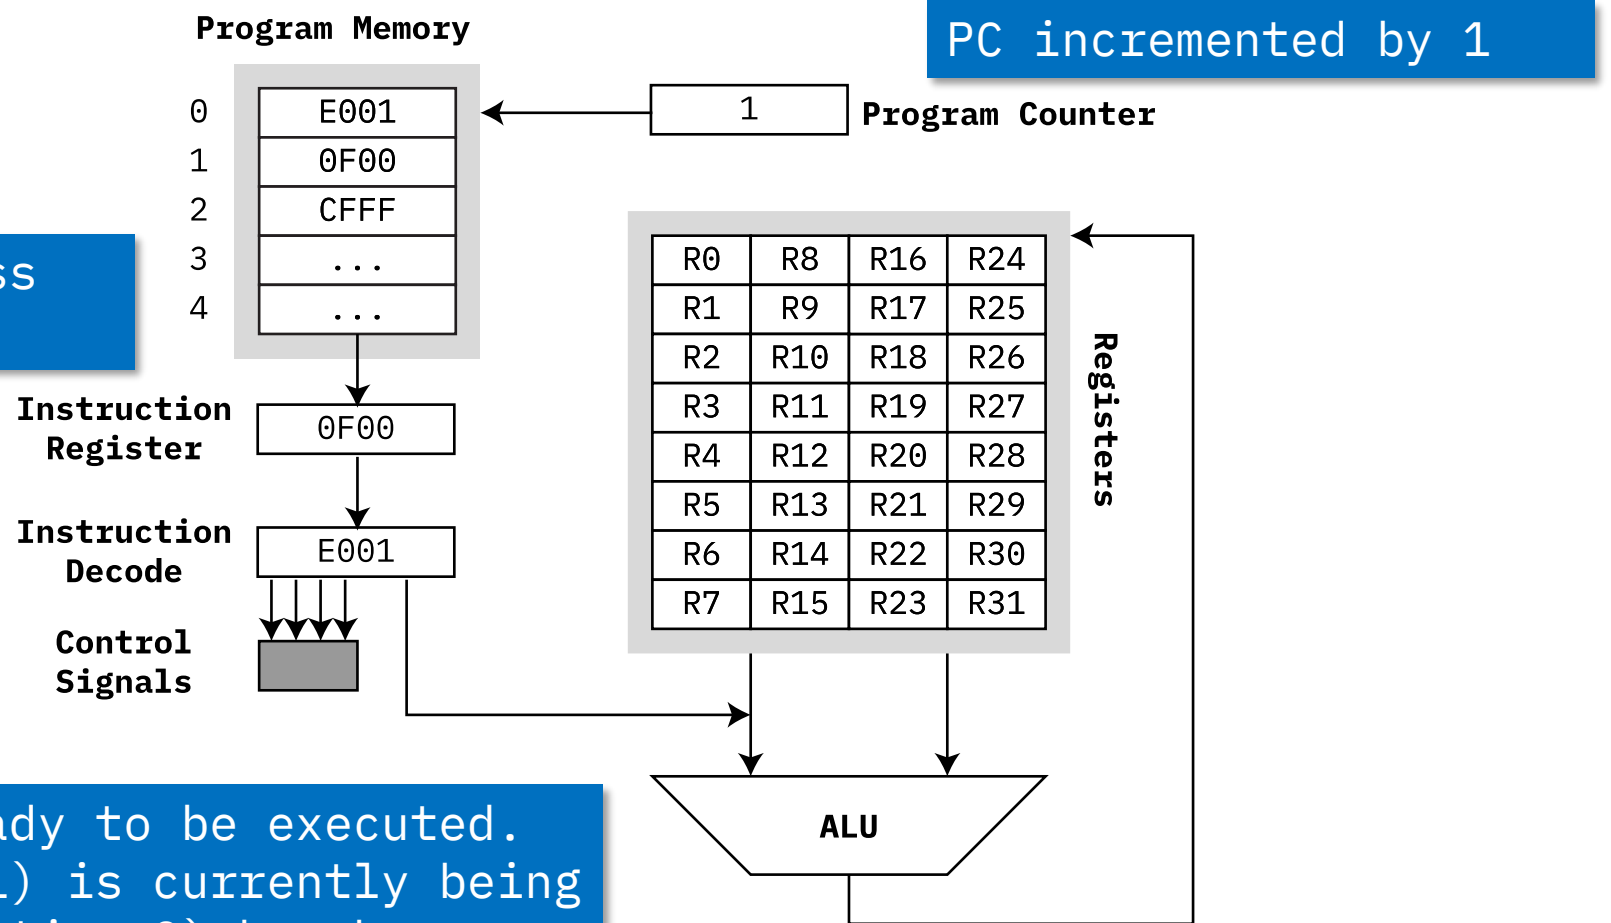 Program Memory
PC incremented by 1
0 E001
1 Program Counter
1 0F00
2 CFFF
3 ...
4 ...
R0 R8 R16 R24
R1 R9 R17 R25
R2 R10 R18 R26
R3 R11 R19 R27
R4 R12 R20 R28
R5 R13 R21 R29
R6 R14 R22 R30
R7 R15 R23 R31
Registers
Instruction
Register
0F00
Instruction
Decode
E001
Control
Signals
ALU
to be executed.
is currently being